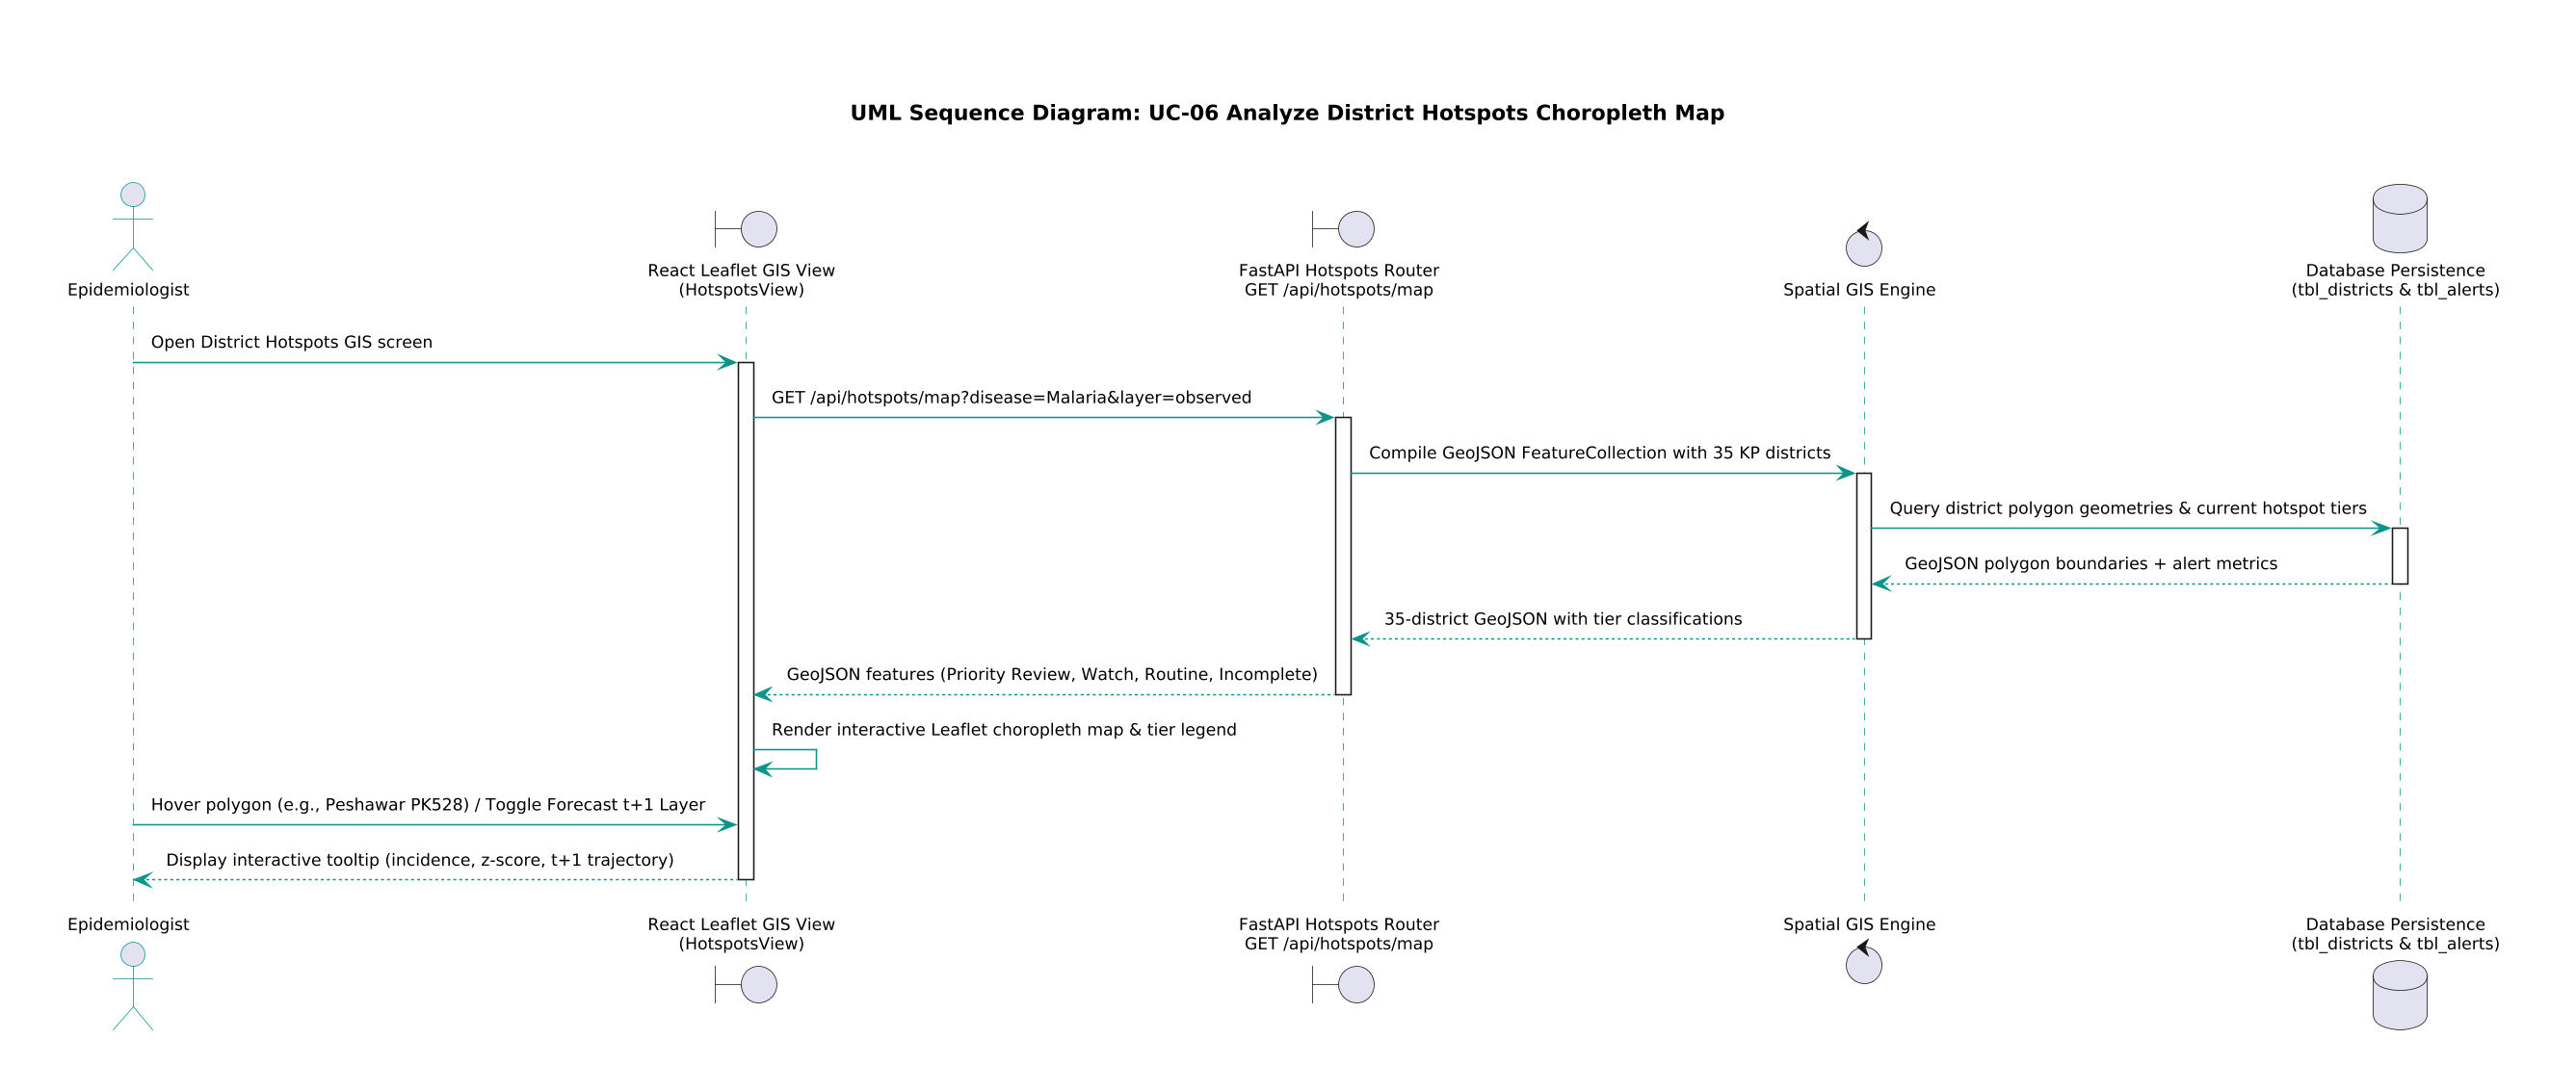 UML Sequence Diagram: UC-06 Analyze District Hotspots Choropleth Map
Epidemiologist
React Leaflet GIS View
(HotspotsView)
FastAPI Hotspots Router
GET /api/hotspots/map
Spatial GIS Engine
Database Persistence
(tbl_districts & tbl_alerts)
Open District Hotspots GIS screen
GET /api/hotspots/map?disease=Malaria&layer=observed
Compile GeoJSON FeatureCollection with 35 KP districts
Query district polygon geometries & current hotspot tiers
GeoJSON polygon boundaries + alert metrics
35-district GeoJSON with tier classifications
GeoJSON features (Priority Review, Watch, Routine, Incomplete)
Render interactive Leaflet choropleth map & tier legend
Hover polygon (e.g., Peshawar PK528) / Toggle Forecast t+1 Layer
Display interactive tooltip (incidence, z-score, t+1 trajectory)
Epidemiologist
React Leaflet GIS View
(HotspotsView)
FastAPI Hotspots Router
GET /api/hotspots/map
Spatial GIS Engine
Database Persistence
(tbl_districts & tbl_alerts)